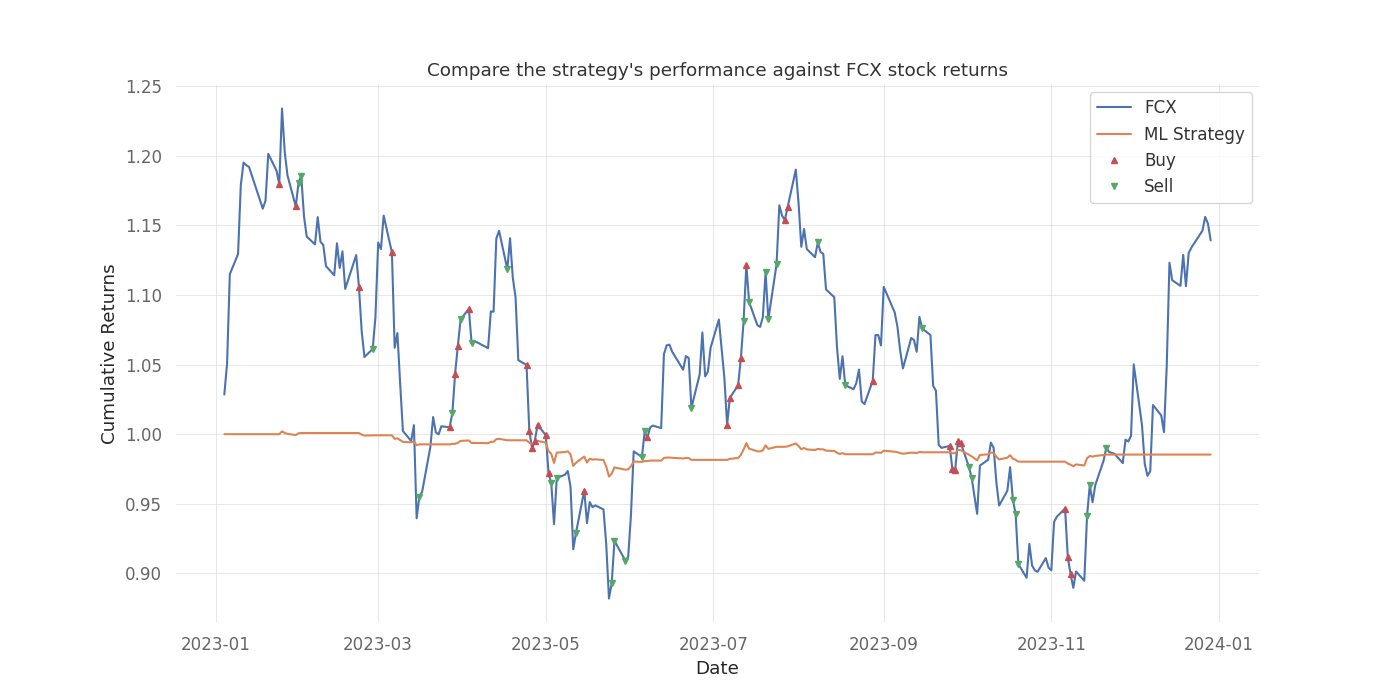 Compare the strategy's performance against FCX stock returns
1.25
1.20
1.15
1.10
1.05
1.00
0.95
0.90
Cumulative Returns
FCX
ML Strategy
Buy
Sell
2023-01 2023-03 2023-05 2023-07 2023-09 2023-11 2024-01
Date